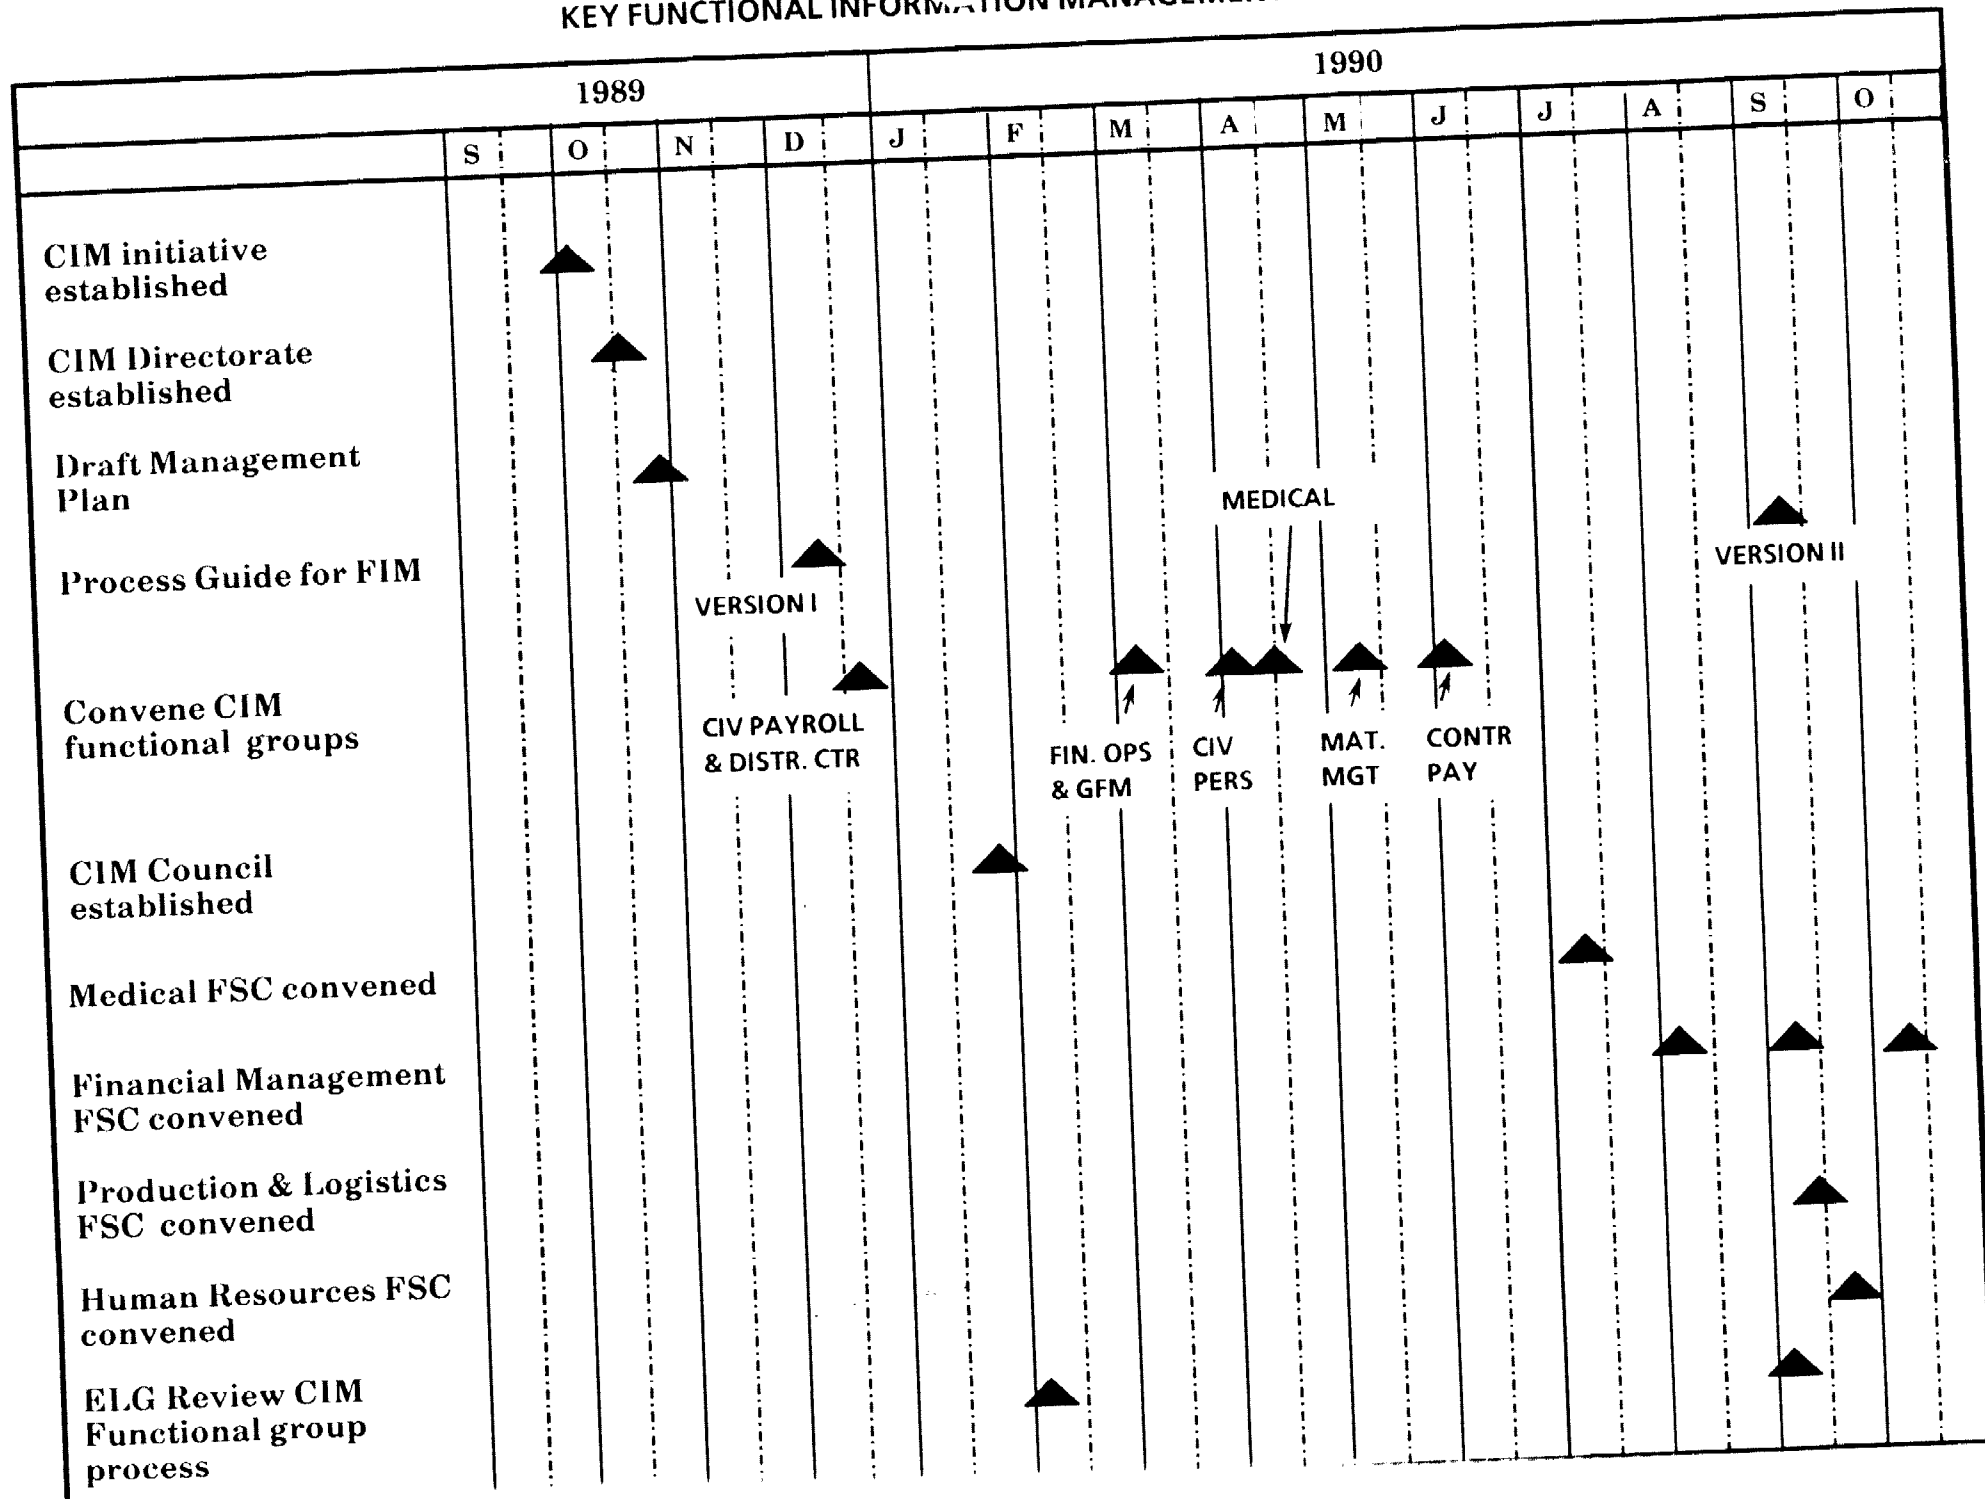 KEY FUNCTIONAL INFORMATION
1989
1990
S O N D J F M A M J J A S O
CIM initiative
established
CIM Directorate
established
Draft Management
Plan
MEDICAL
VERSION II
Process Guide for FIM
VERSION I
Convene CIM
functional groups
CIV PAYROLL
& DISTR. CTR
FIN. OPS
& GFM
CIV
PERS
MAT.
MGT
CONTR
PAY
CIM Council
established
Medical FSC convened
Financial Management
FSC convened
Production & Logistics
FSC convened
Human Resources FSC
convened
ELG Review CIM
Functional group
process